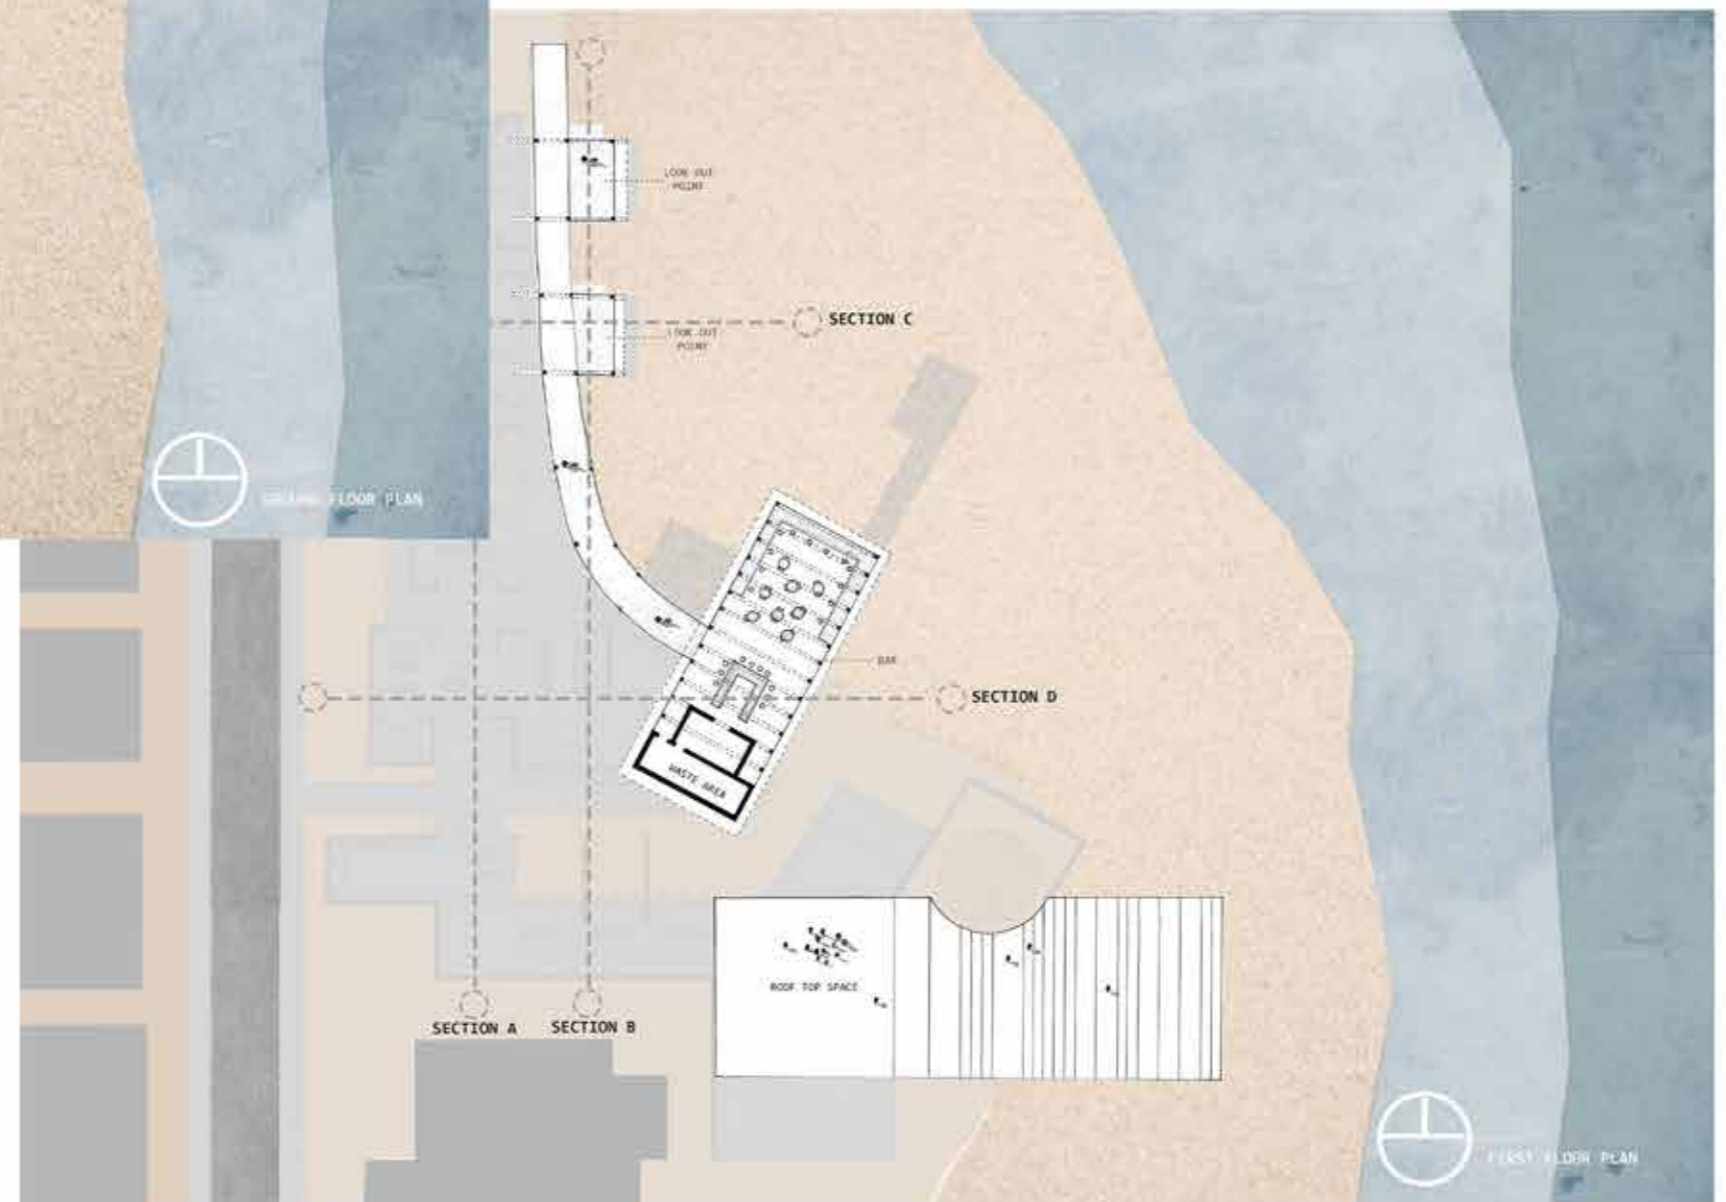 LOOK OUT
POINT
SECTION C
LOOK OUT
POINT
GROUND FLOOR PLAN
BAR
SECTION D
WASTE AREA
ROOF TOP SPACE
SECTION A
SECTION B
FIRST FLOOR PLAN